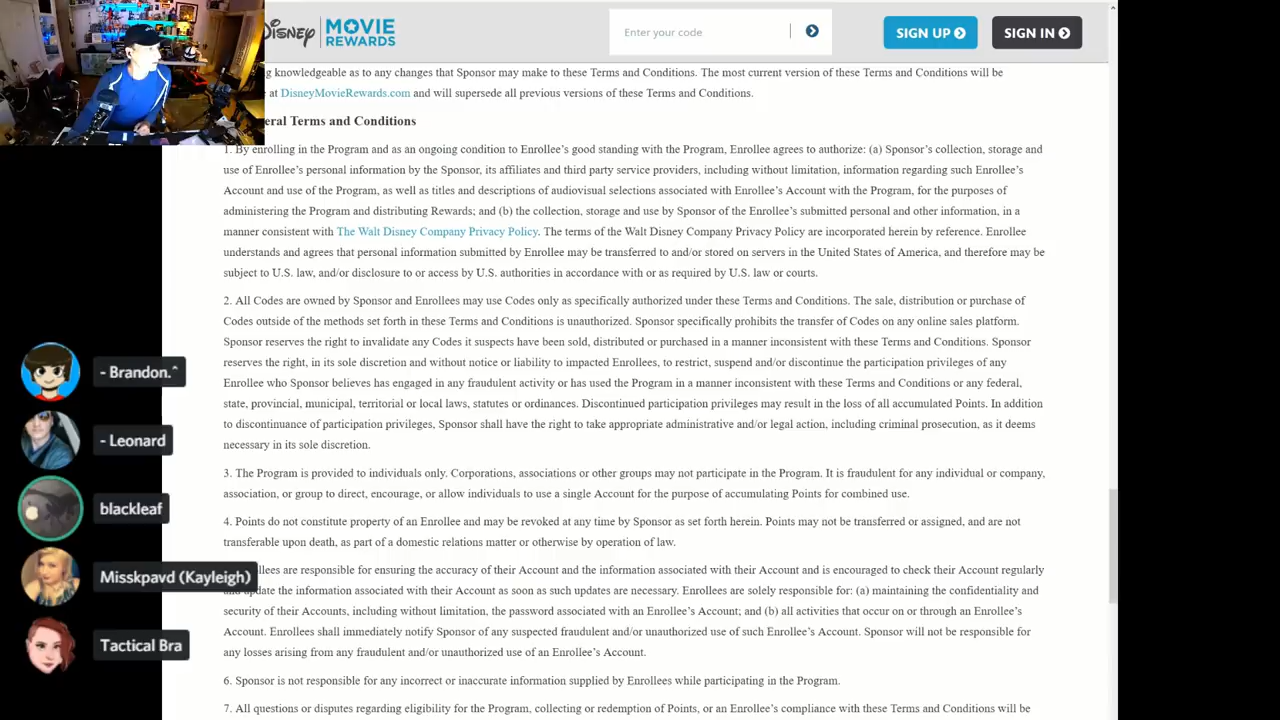 Disney MOVIE REWARDS
Enter your code
SIGN UP
SIGN IN
g knowledgeable as to any changes that Sponsor may make to these Terms and Conditions. The most current version of these Terms and Conditions will be
at DisneyMovieRewards.com and will supersede all previous versions of these Terms and Conditions.
eral Terms and Conditions
1. By enrolling in the Program and as an ongoing condition to Enrollee’s good standing with the Program, Enrollee agrees to authorize: (a) Sponsor’s collection, storage and
use of Enrollee’s personal information by the Sponsor, its affiliates and third party service providers, including without limitation, information regarding such Enrollee’s
Account and use of the Program, as well as titles and descriptions of audiovisual selections associated with Enrollee’s Account with the Program, for the purposes of
administering the Program and distributing Rewards; and (b) the collection, storage and use by Sponsor of the Enrollee’s submitted personal and other information, in a
manner consistent with The Walt Disney Company Privacy Policy. The terms of the Walt Disney Company Privacy Policy are incorporated herein by reference. Enrollee
understands and agrees that personal information submitted by Enrollee may be transferred to and/or stored on servers in the United States of America, and therefore may be
subject to U.S. law, and/or disclosure to or access by U.S. authorities in accordance with or as required by U.S. law or courts.
2. All Codes are owned by Sponsor and Enrollees may use Codes only as specifically authorized under these Terms and Conditions. The sale, distribution or purchase of
Codes outside of the methods set forth in these Terms and Conditions is unauthorized. Sponsor specifically prohibits the transfer of Codes on any online sales platform.
Sponsor reserves the right to invalidate any Codes it suspects have been sold, distributed or purchased in a manner inconsistent with these Terms and Conditions. Sponsor
reserves the right, in its sole discretion and without notice or liability to impacted Enrollees, to restrict, suspend and/or discontinue the participation privileges of any
Enrollee who Sponsor believes has engaged in any fraudulent activity or has used the Program in a manner inconsistent with these Terms and Conditions or any federal,
state, provincial, municipal, territorial or local laws, statutes or ordinances. Discontinued participation privileges may result in the loss of all accumulated Points. In addition
to discontinuance of participation privileges, Sponsor shall have the right to take appropriate administrative and/or legal action, including criminal prosecution, as it deems
necessary in its sole discretion.
3. The Program is provided to individuals only. Corporations, associations or other groups may not participate in the Program. It is fraudulent for any individual or company,
association, or group to direct, encourage, or allow individuals to use a single Account for the purpose of accumulating Points for combined use.
4. Points do not constitute property of an Enrollee and may be revoked at any time by Sponsor as set forth herein. Points may not be transferred or assigned, and are not
transferable upon death, as part of a domestic relations matter or otherwise by operation of law.
llees are responsible for ensuring the accuracy of their Account and the information associated with their Account and is encouraged to check their Account regularly
and update the information associated with their Account as soon as such updates are necessary. Enrollees are solely responsible for: (a) maintaining the confidentiality and
security of their Accounts, including without limitation, the password associated with an Enrollee’s Account; and (b) all activities that occur on or through an Enrollee’s
Account. Enrollees shall immediately notify Sponsor of any suspected fraudulent and/or unauthorized use of such Enrollee’s Account. Sponsor will not be responsible for
any losses arising from any fraudulent and/or unauthorized use of an Enrollee’s Account.
6. Sponsor is not responsible for any incorrect or inaccurate information supplied by Enrollees while participating in the Program.
7. All questions or disputes regarding eligibility for the Program, collecting or redemption of Points, or an Enrollee’s compliance with these Terms and Conditions will be
- Brandon.^
- Leonard
blackleaf
Misskpavd (Kayleigh)
Tactical Bra